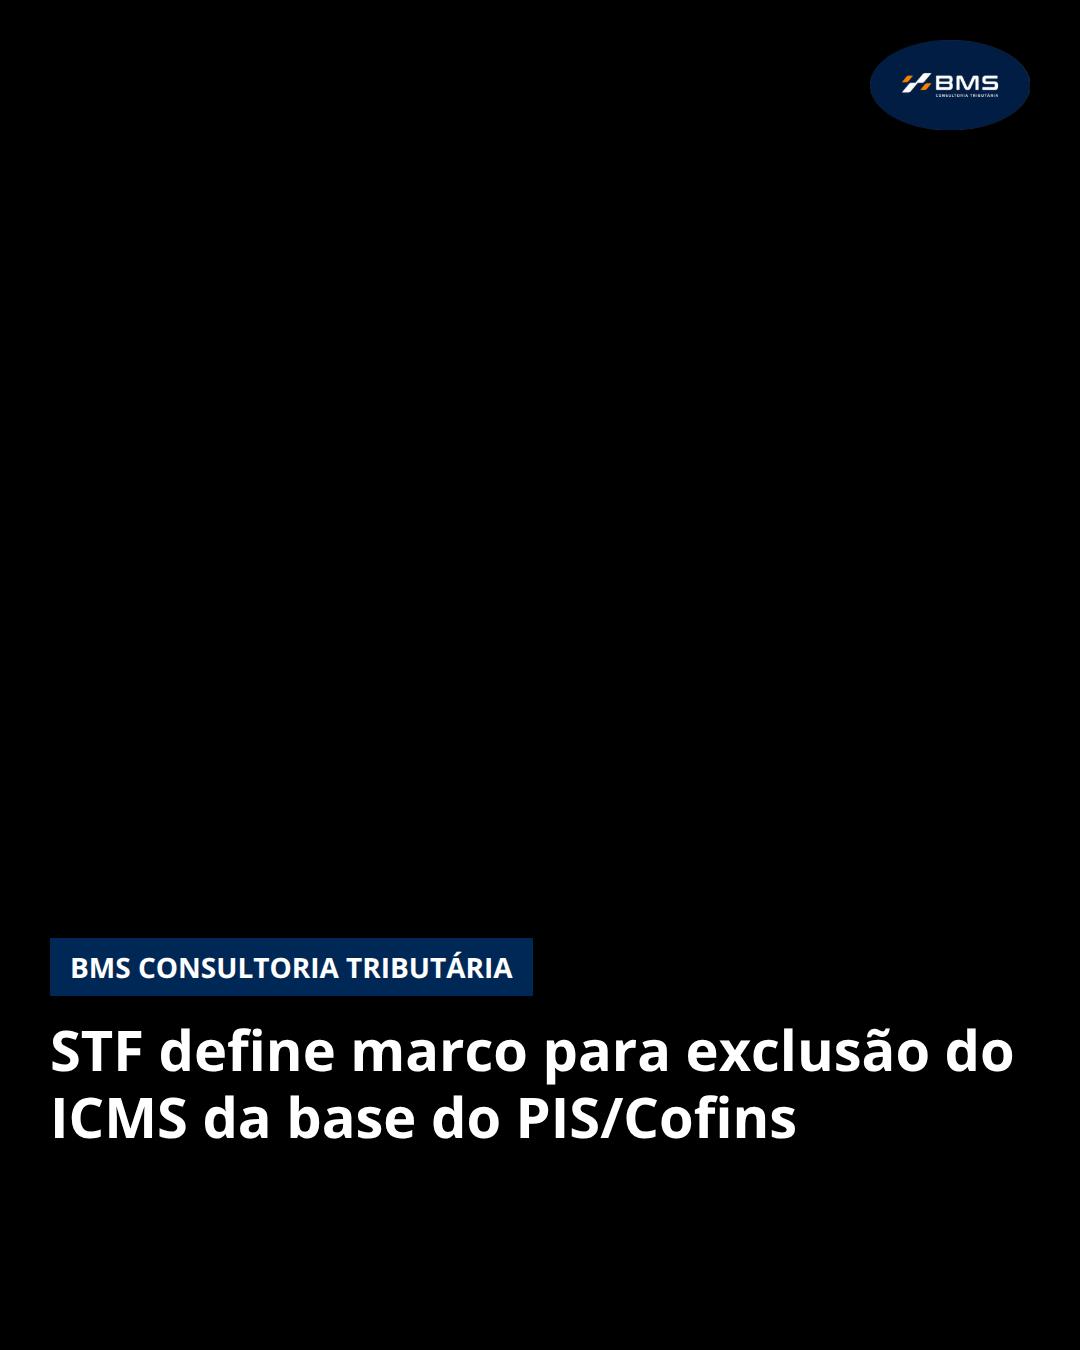 BMS
CONSULTORIA TRIBUTÁRIA
BMS CONSULTORIA TRIBUTÁRIA
STF define marco para exclusão do
ICMS da base do PIS/Cofins